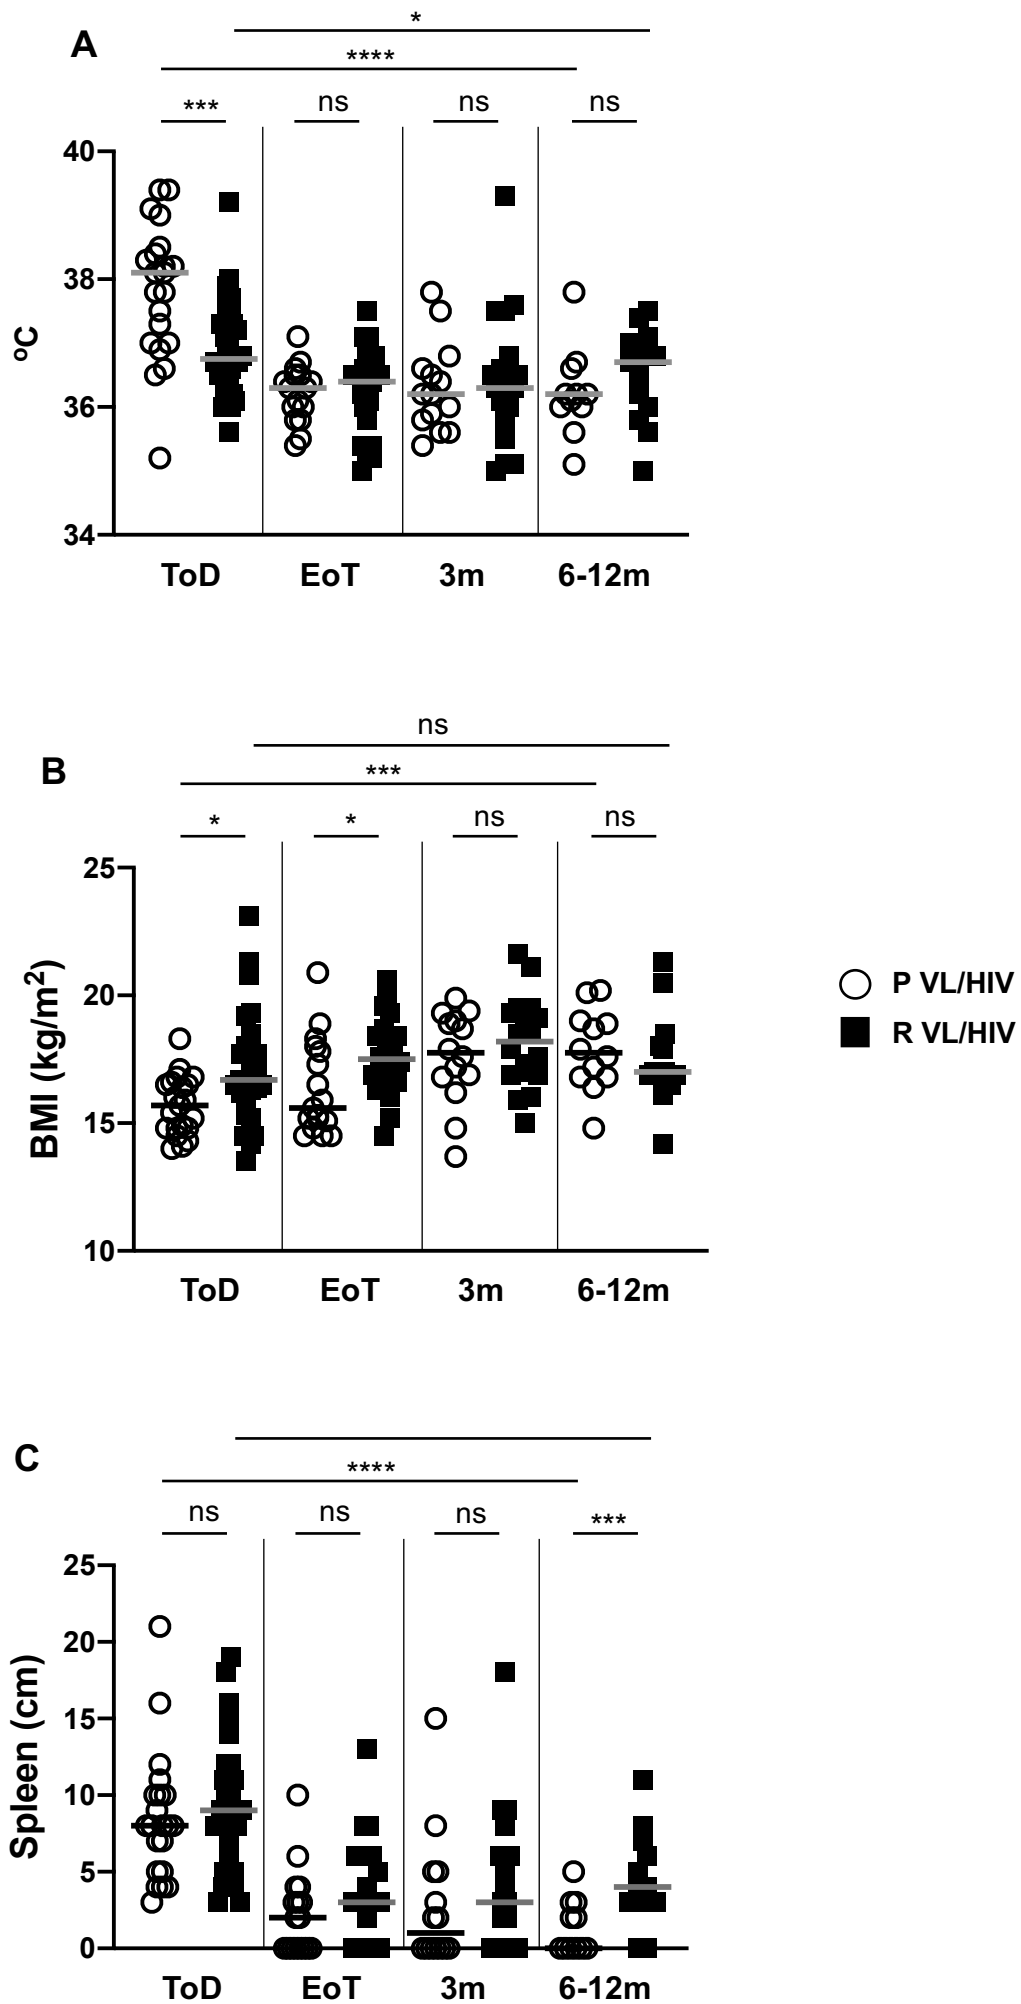 A
*
****
*** ns ns ns
40
38
36
34
ºC
ToD EoT 3m 6-12m
ns
B
***
* * ns ns
25
20
15
10
BMI (kg/m²)
ToD EoT 3m 6-12m
P VL/HIV
R VL/HIV
C
****
ns ns ns ***
25
20
15
10
5
0
Spleen (cm)
ToD EoT 3m 6-12m